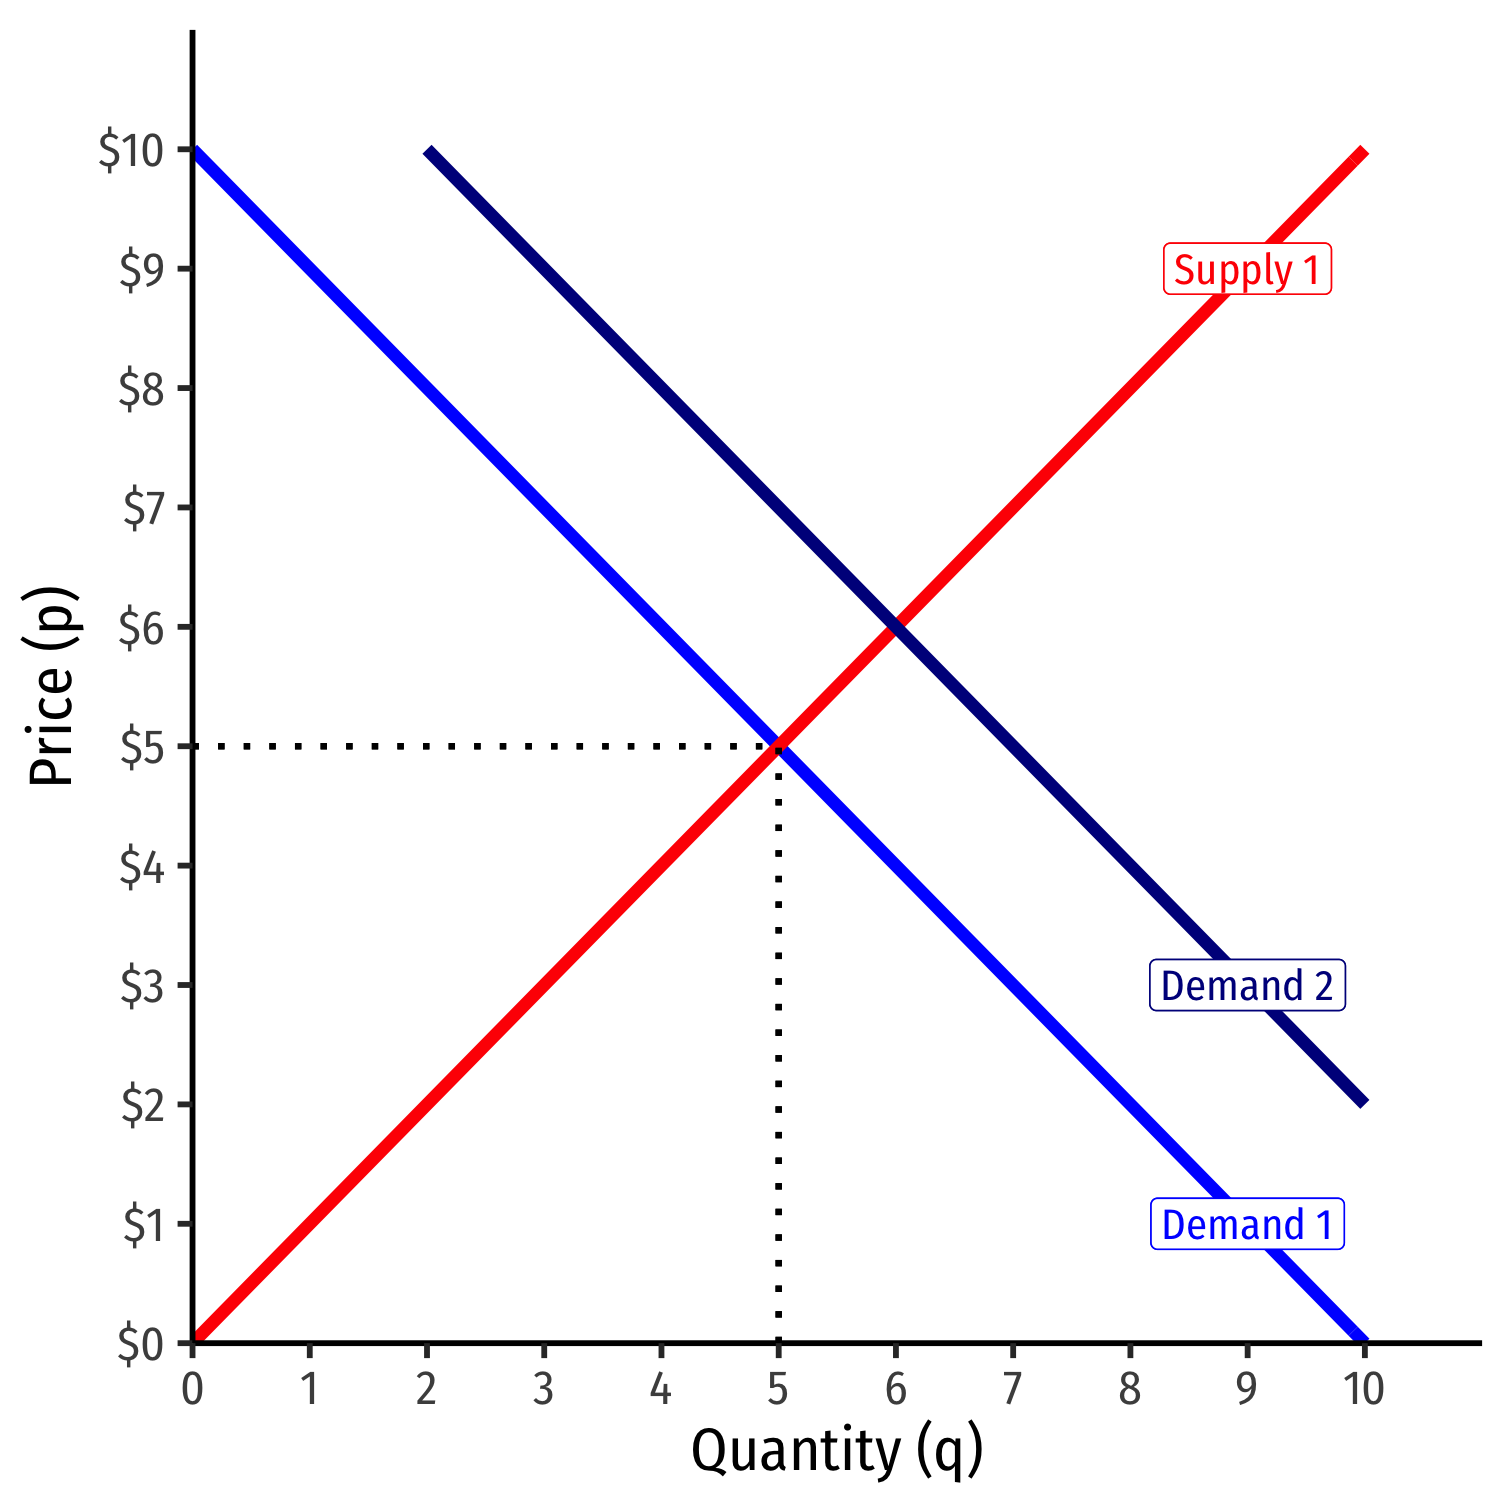 $10
$9
Supply 1
$8
$7
$6
Price (p)
$5
$4
$3
Demand 2
$2
$1
Demand 1
$0
0 1 2 3 4 5 6 7 8 9 10
Quantity (q)